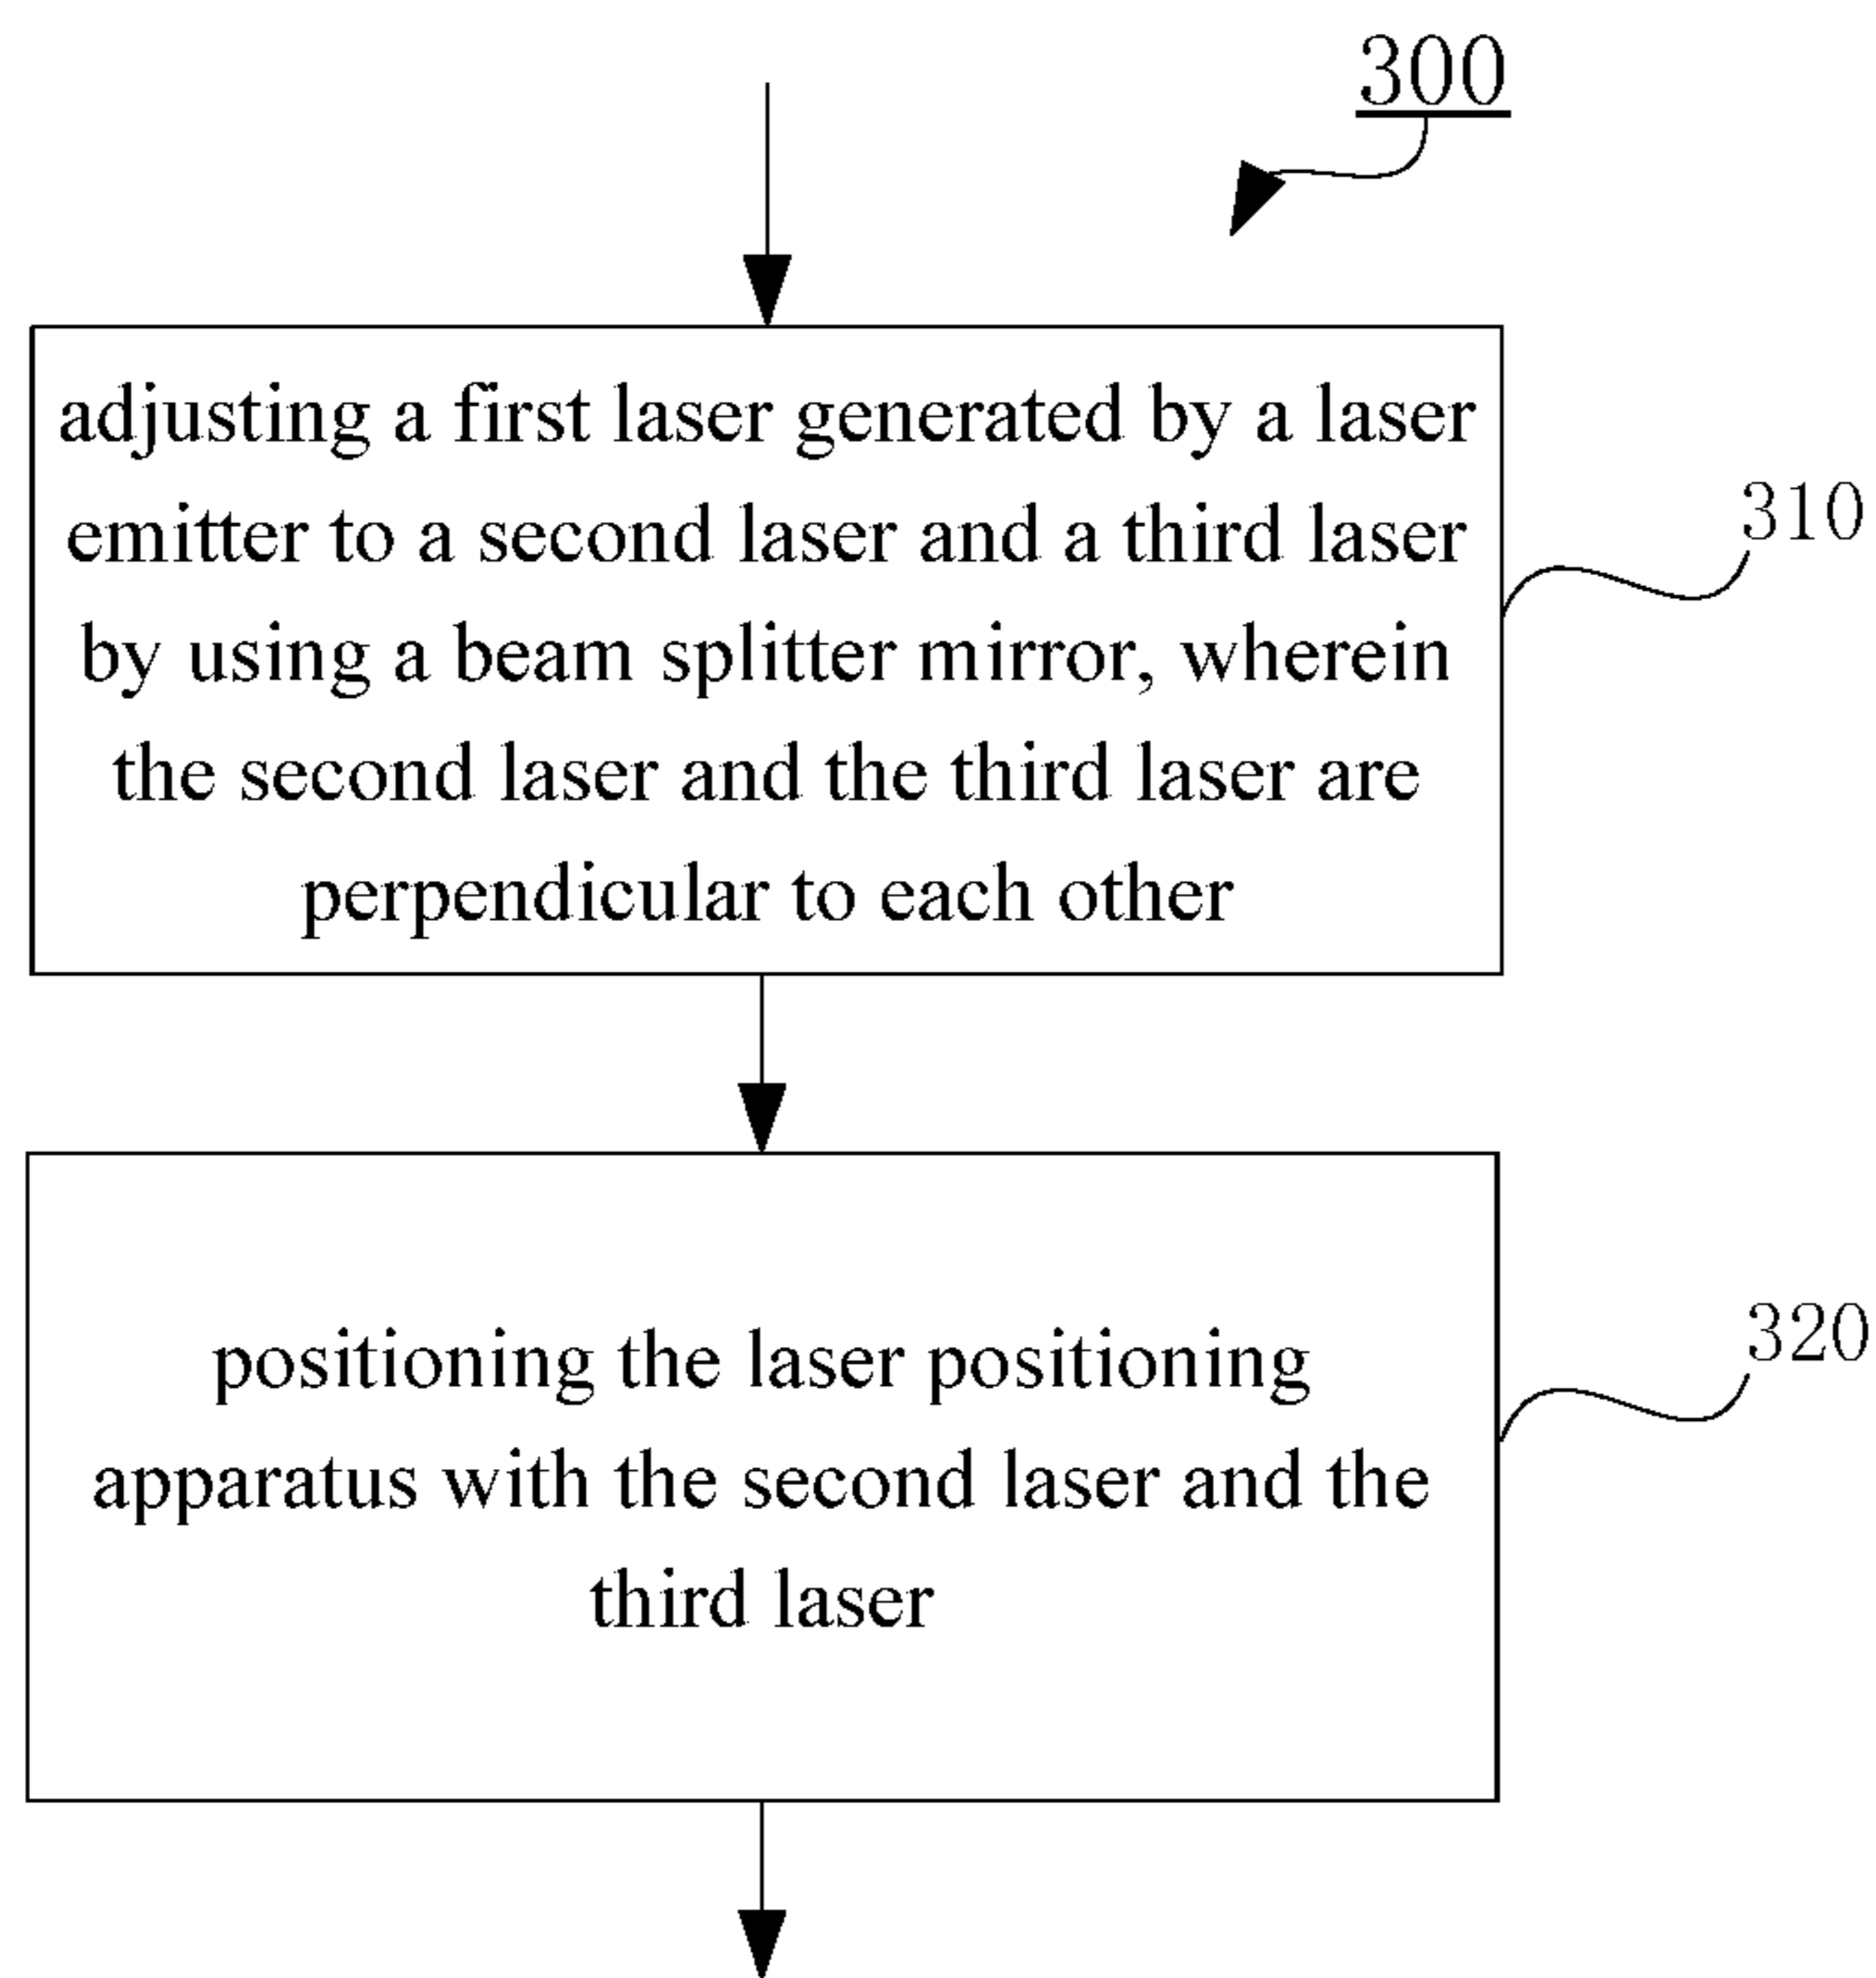 300
adjusting a first laser generated by a laser
emitter to a second laser and a third laser
by using a beam splitter mirror, wherein
the second laser and the third laser are
perpendicular to each other
310
positioning the laser positioning
apparatus with the second laser and the
third laser
320